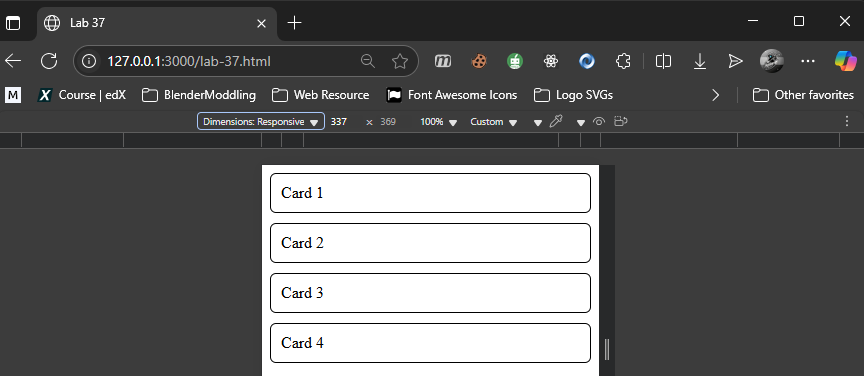 Lab 37
127.0.0.1:3000/lab-37.html
M X Course | edX BlenderModdling Web Resource Font Awesome Icons Logo SVGs Other favorites
Dimensions: Responsive 337 × 369 100% Custom
Card 1
Card 2
Card 3
Card 4